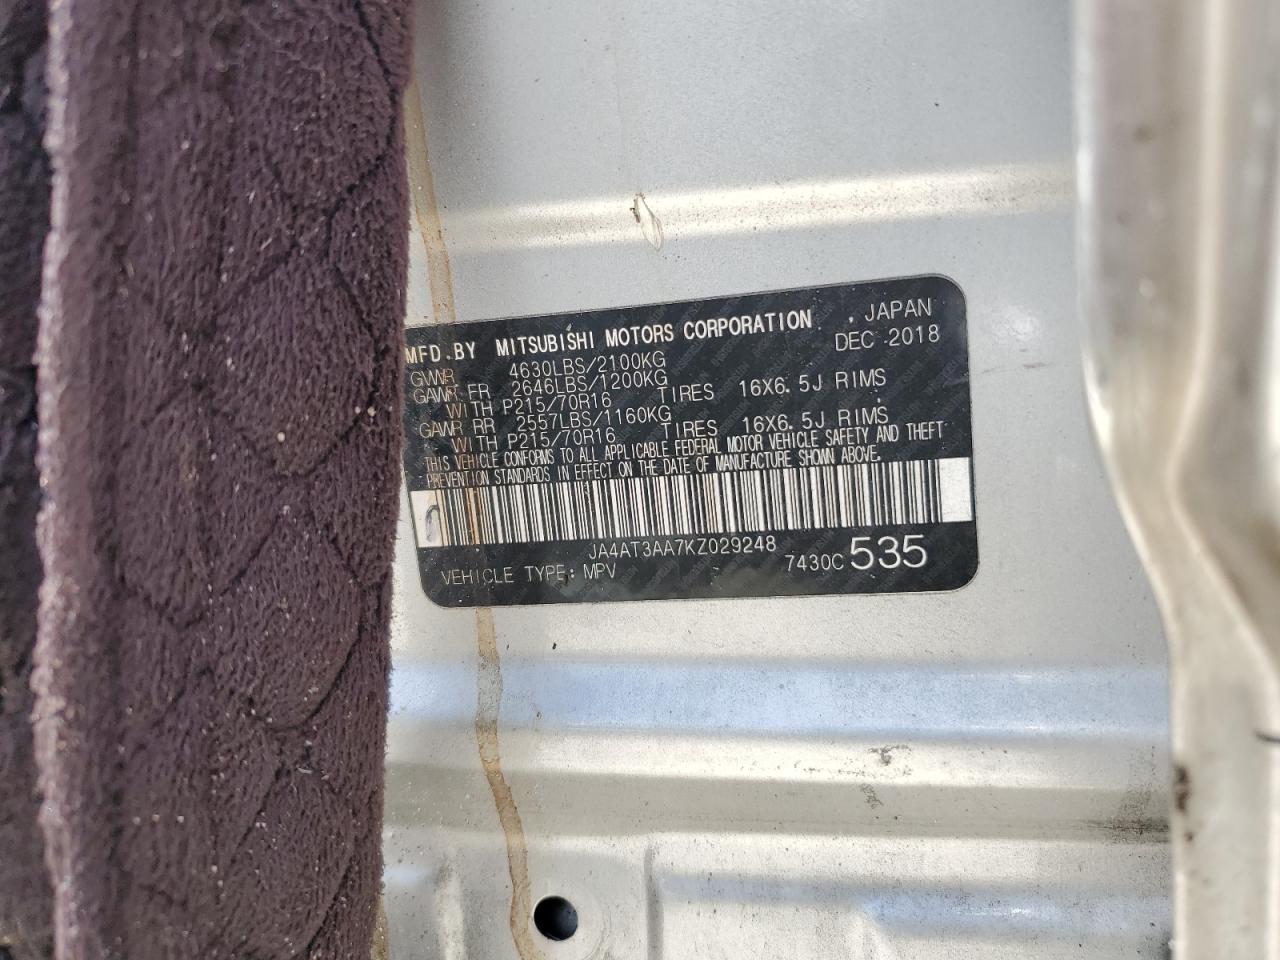 MFD.BY MITSUBISHI MOTORS CORPORATION , JAPAN
GVWR 4630LBS/2100KG DEC 2018
GAWR FR 2646LBS/1200KG
WITH P215/70R16 TIRES 16X6.5J RIMS
GAWR RR 2557LBS/1160KG
WITH P215/70R16 TIRES 16X6.5J RIMS
THIS VEHICLE CONFORMS TO ALL APPLICABLE FEDERAL MOTOR VEHICLE SAFETY AND THEFT
PREVENTION STANDARDS IN EFFECT ON THE DATE OF MANUFACTURE SHOWN ABOVE.
JA4AT3AA7KZ029248
VEHICLE TYPE: MPV 7430C 535